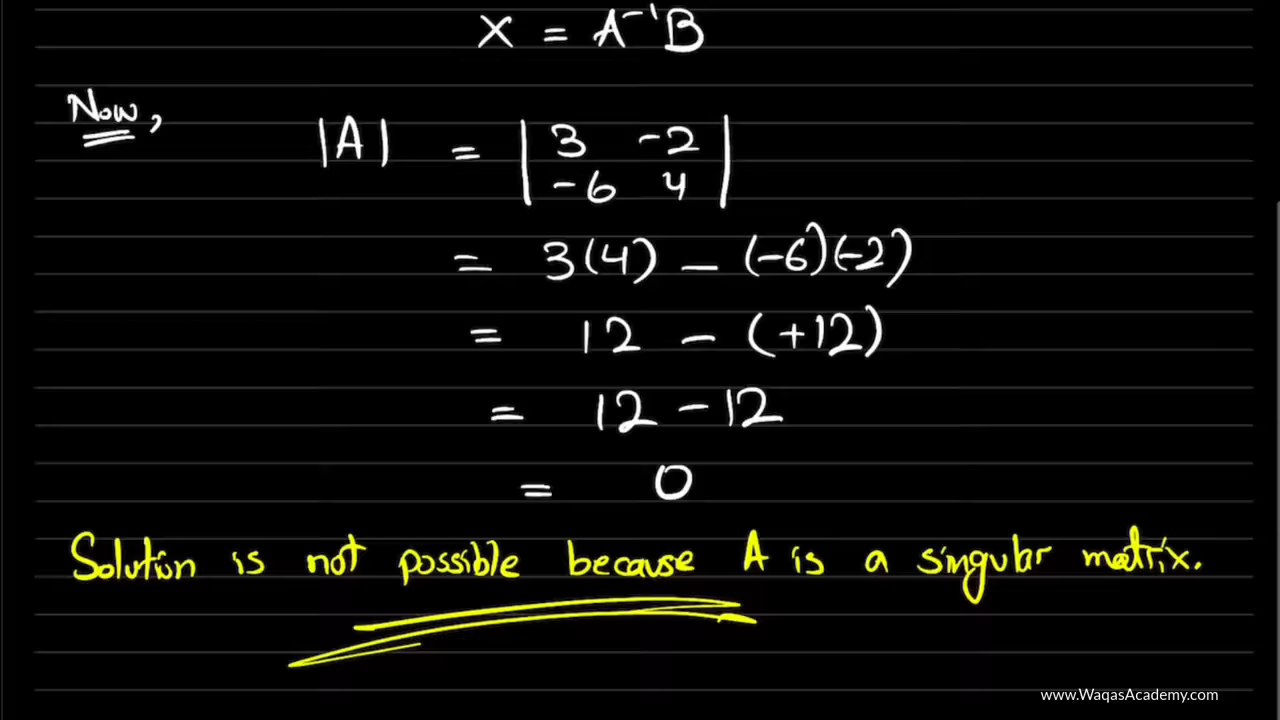 X = A⁻¹B
Now,
|A| = | 3 -2 |
| -6 4 |
= 3(4) - (-6)(-2)
= 12 - (+12)
= 12 - 12
= 0
Solution is not possible because A is a singular matrix.
www.WaqasAcademy.com